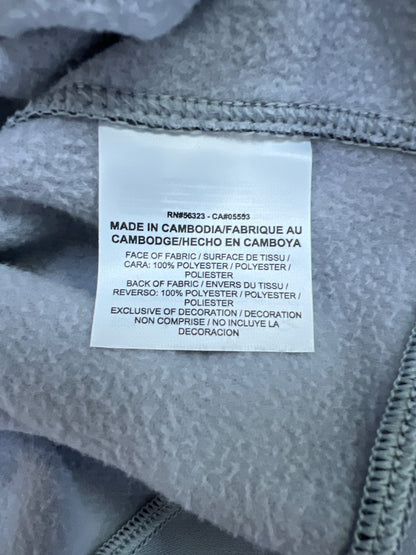 RN#56323 - CA#05553
MADE IN CAMBODIA/FABRIQUE AU
CAMBODGE/HECHO EN CAMBOYA
FACE OF FABRIC / SURFACE DE TISSU /
CARA: 100% POLYESTER / POLYESTER /
POLIESTER
BACK OF FABRIC / ENVERS DU TISSU /
REVERSO: 100% POLYESTER / POLYESTER /
POLIESTER
EXCLUSIVE OF DECORATION / DECORATION
NON COMPRISE / NO INCLUYE LA
DECORACION